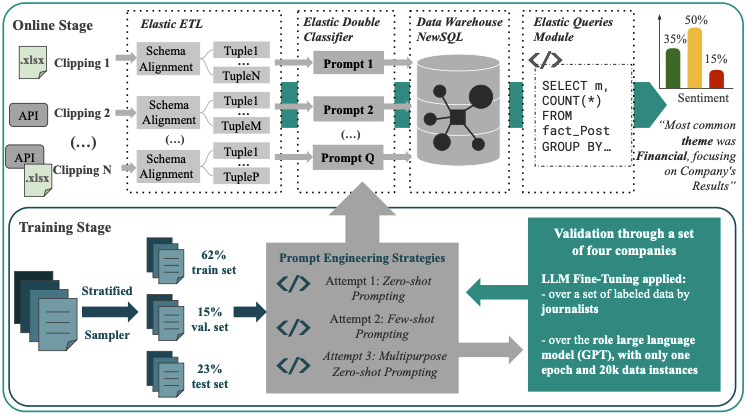 Online Stage
Elastic ETL
Elastic Double
Classifier
Data Warehouse
NewSQL
Elastic Queries
Module
.xlsx
Clipping 1
API
Clipping 2
(...)
API
.xlsx
Clipping N
Schema
Alignment
Tuple1
...
TupleN
Schema
Alignment
Tuple1
...
TupleM
(...)
Schema
Alignment
Tuple1
...
TupleP
Prompt 1
Prompt 2
(...)
Prompt Q
</>
SELECT m,
COUNT(*)
FROM
fact_Post
GROUP BY…
35%
50%
15%
Sentiment
“Most common
theme was
Financial, focusing
on Company's
Results”
Training Stage
Stratified
Sampler
62%
train set
15%
val. set
23%
test set
Prompt Engineering Strategies
</> Attempt 1: Zero-shot
Prompting
</> Attempt 2: Few-shot
Prompting
</> Attempt 3: Multipurpose
Zero-shot Prompting
Validation through a set
of four companies
LLM Fine-Tuning applied:
- over a set of labeled data by
journalists
- over the role large language
model (GPT), with only one
epoch and 20k data instances